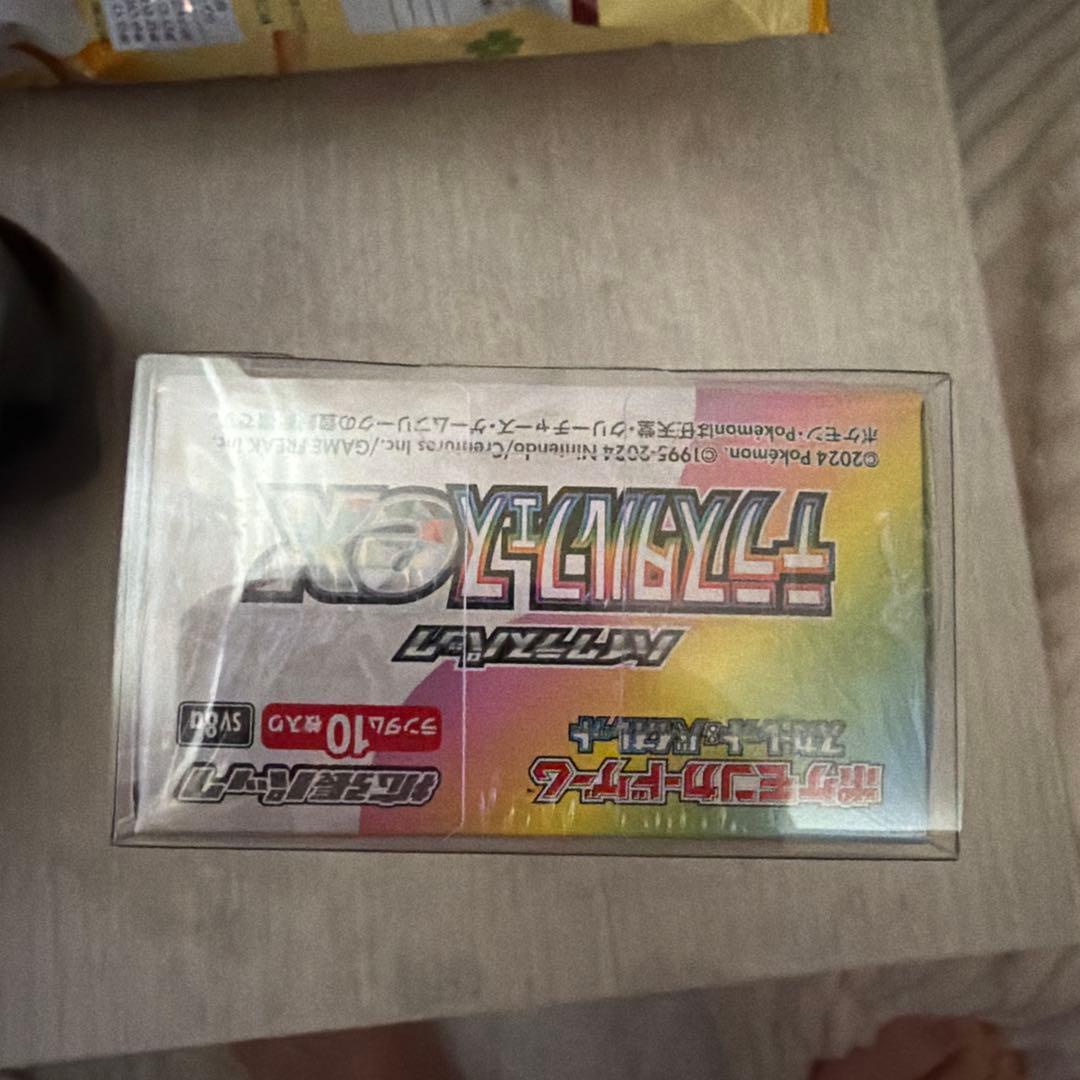 ポケモンカードゲーム
スカーレット&バイオレット
拡張パック
ランダム10枚入り
SV8a
ハイクラスパック
テラスタルフェスex
©2024 Pokémon. ©1995-2024 Nintendo/Creatures Inc./GAME FREAK inc.
ポケモン・Pokémonは任天堂・クリーチャーズ・ゲームフリークの登録商標です